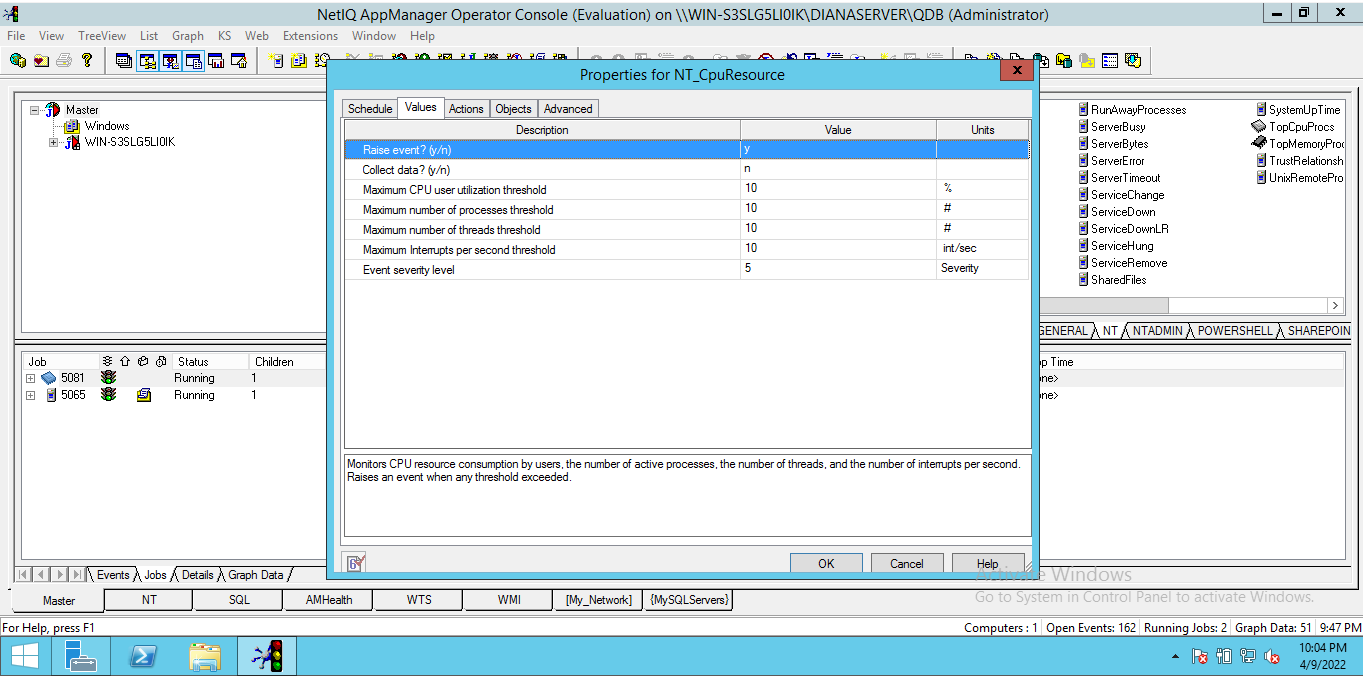 NetIQ AppManager Operator Console (Evaluation) on \\WIN-S3SLG5LI0IK\DIANASERVER\QDB (Administrator)
File View TreeView List Graph KS Web Extensions Window Help
Properties for NT_CpuResource
Schedule Values Actions Objects Advanced
Description Value Units
Raise event? (y/n) y
Collect data? (y/n) n
Maximum CPU user utilization threshold 10 %
Maximum number of processes threshold 10 #
Maximum number of threads threshold 10 #
Maximum Interrupts per second threshold 10 int/sec
Event severity level 5 Severity
Monitors CPU resource consumption by users, the number of active processes, the number of threads, and the number of interrupts per second.
Raises an event when any threshold exceeded.
OK Cancel Help
Master
Windows
WIN-S3SLG5LI0IK
RunAwayProcesses
ServerBusy
ServerBytes
ServerError
ServerTimeout
ServiceChange
ServiceDown
ServiceDownLR
ServiceHung
ServiceRemove
SharedFiles
SystemUpTime
TopCpuProcs
TopMemoryProc
TrustRelationsh
UnixRemotePro
GENERAL NT NTADMIN POWERSHELL SHAREPOIN
Job Status Children
5081 Running 1
5065 Running 1
p Time
ne>
ne>
Events Jobs Details Graph Data
Master NT SQL AMHealth WTS WMI [My_Network] {MySQLServers}
Activate Windows
Go to System in Control Panel to activate Windows.
For Help, press F1
Computers : 1 Open Events: 162 Running Jobs: 2 Graph Data: 51 9:47 PM
10:04 PM
4/9/2022